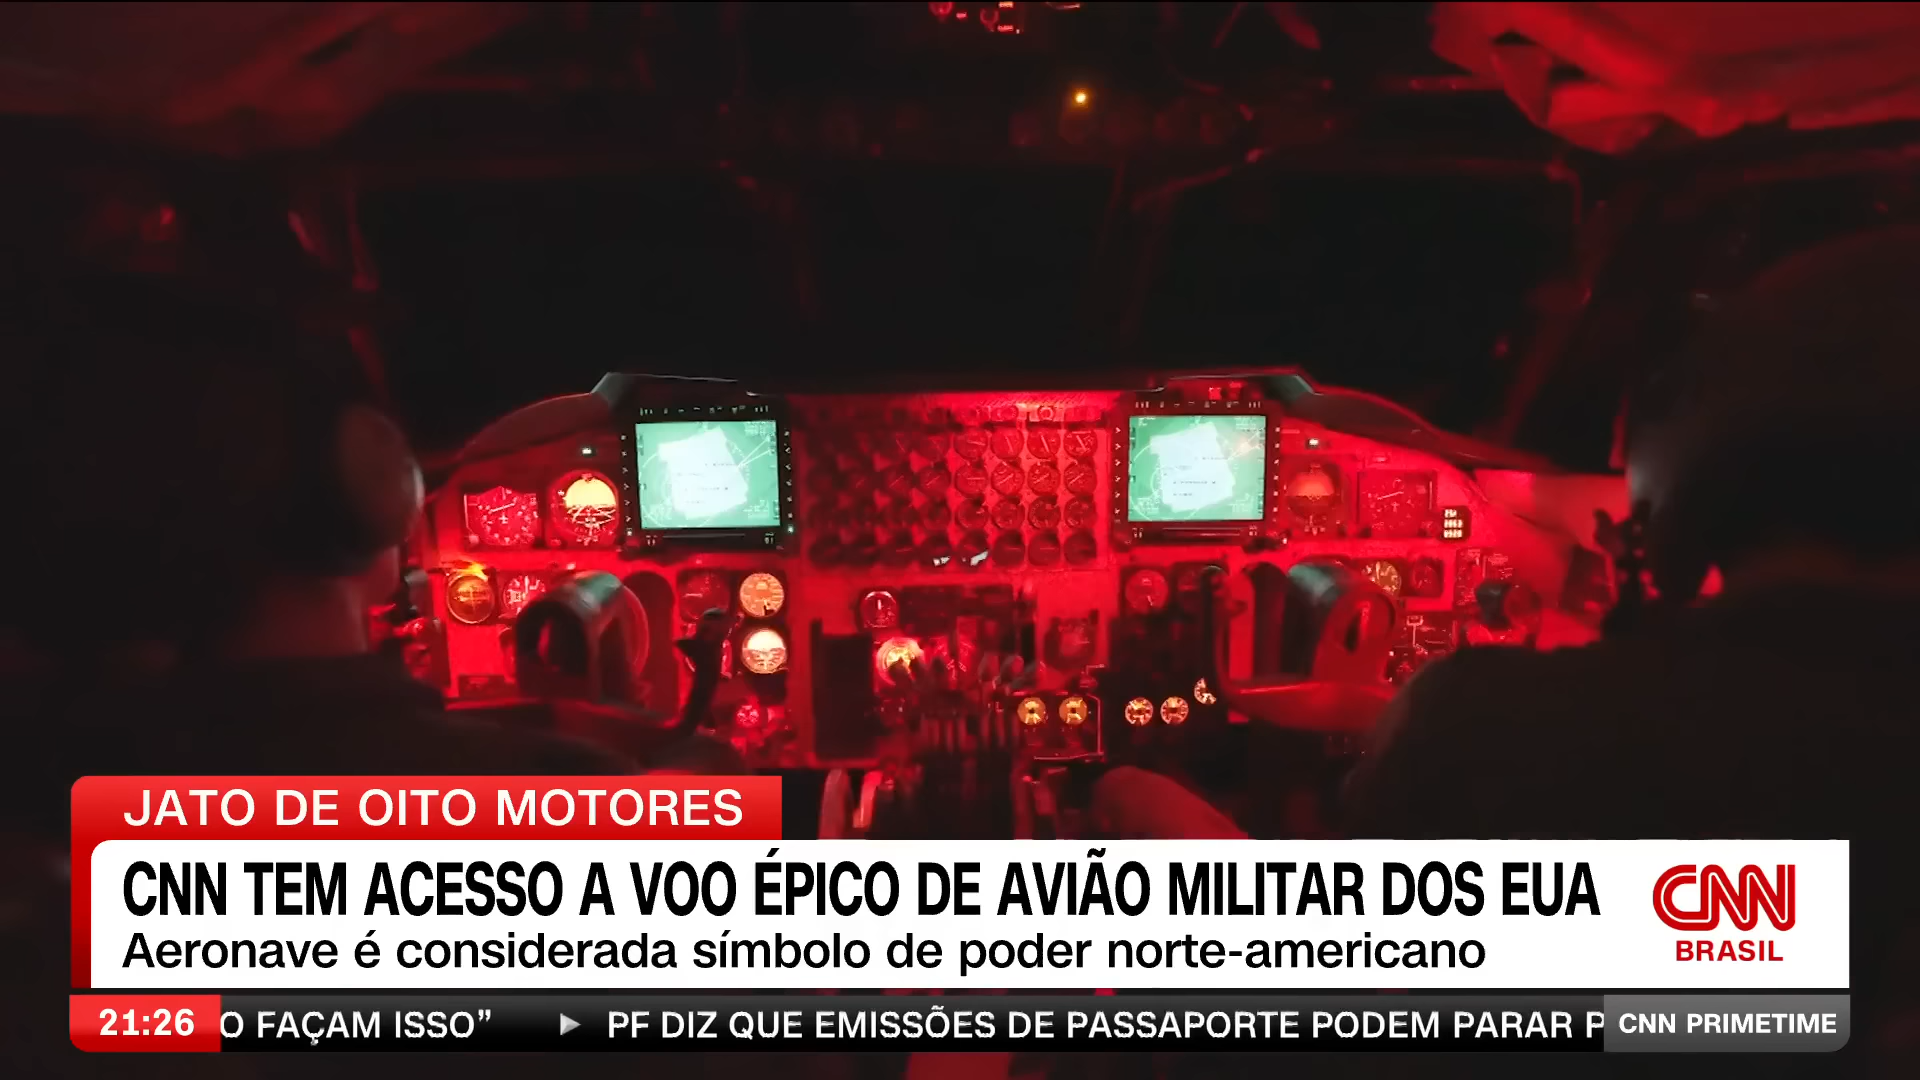 JATO DE OITO MOTORES
CNN TEM ACESSO A VOO ÉPICO DE AVIÃO MILITAR DOS EUA
Aeronave é considerada símbolo de poder norte-americano
CNN
BRASIL
21:26
O FAÇAM ISSO” ▶ PF DIZ QUE EMISSÕES DE PASSAPORTE PODEM PARAR P
CNN PRIMETIME